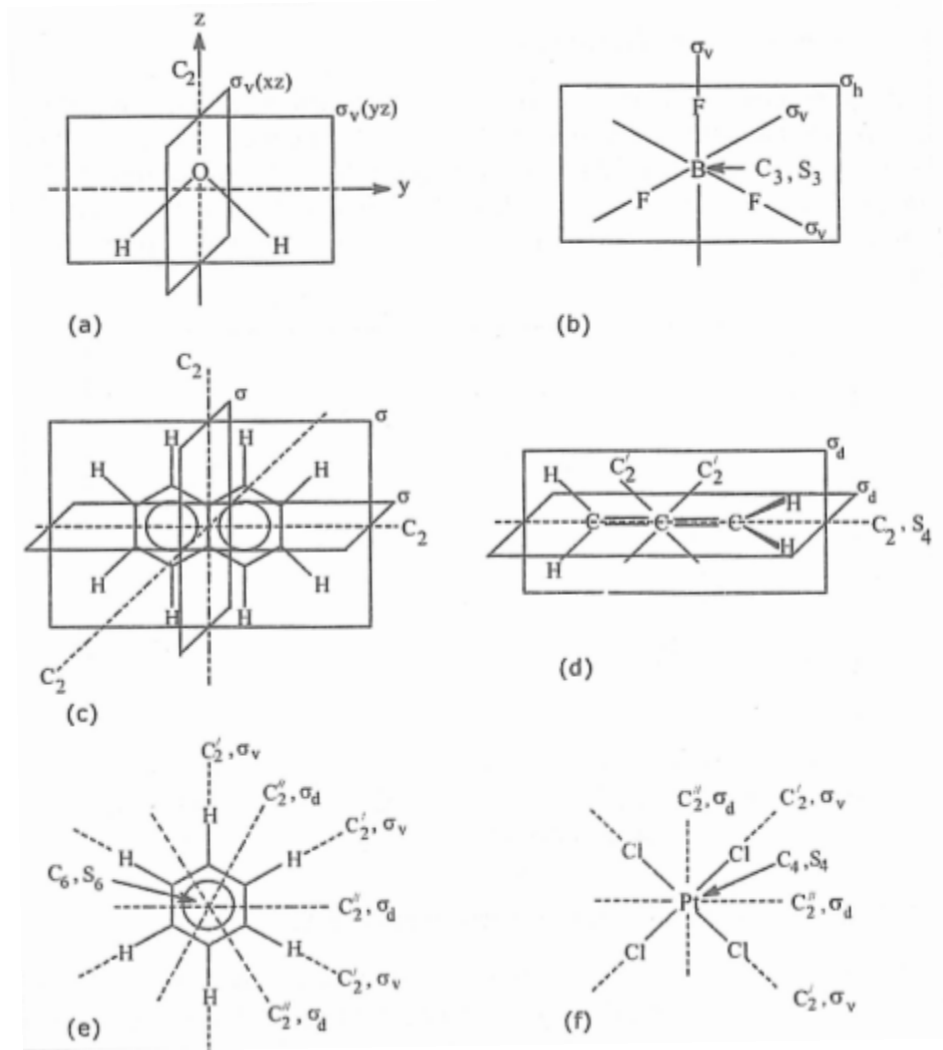 z
C₂
σᵥ(xz)
σᵥ(yz)
O
y
H H
(a)
σᵥ
σₕ
F
σᵥ
B
C₃, S₃
F F
σᵥ
(b)
C₂
σ
σ
H H
H H
σ
C₂
H H
H H
C₂
(c)
σd
H C₂′ C₂′
σd
H
C C C
C₂, S₄
H
H
(d)
C₂′, σᵥ
C₂″, σd
H
C₂′, σᵥ
H H
C₆, S₆
C₂″, σd
H H
C₂′, σᵥ
H
C₂″, σd
(e)
C₂″, σd
C₂′, σᵥ
Cl Cl
C₄, S₄
Pt
C₂″, σd
Cl Cl
C₂′, σᵥ
(f)